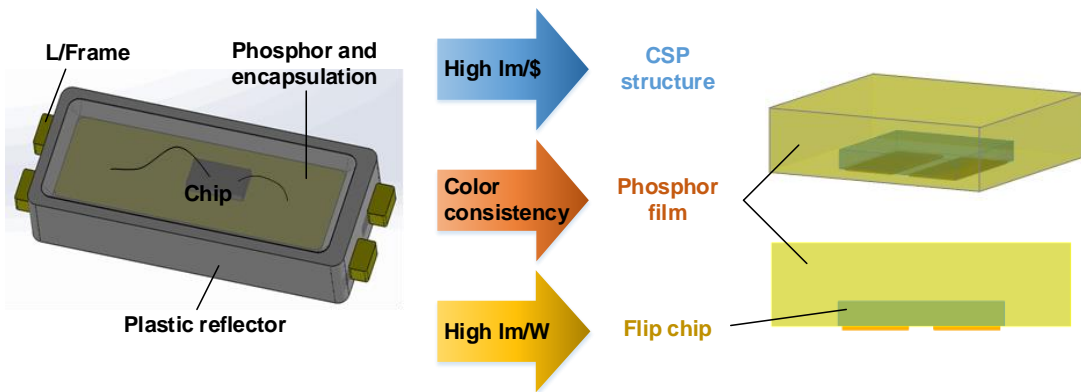 L/Frame
Phosphor and
encapsulation
Chip
Plastic reflector
High lm/$
CSP
structure
Color
consistency
Phosphor
film
High lm/W
Flip chip